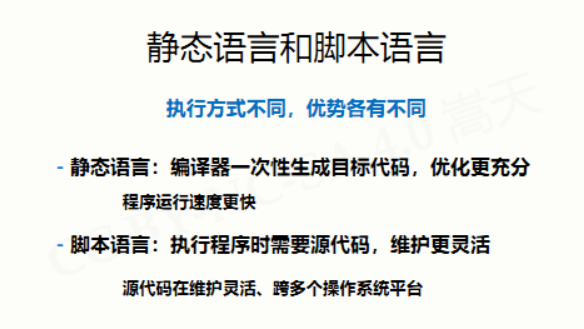 静态语言和脚本语言
执行方式不同，优势各有不同
- 静态语言：编译器一次性生成目标代码，优化更充分
程序运行速度更快
- 脚本语言：执行程序时需要源代码，维护更灵活
源代码在维护灵活、跨多个操作系统平台
CC BY-NC-SA 4.0 嵩天